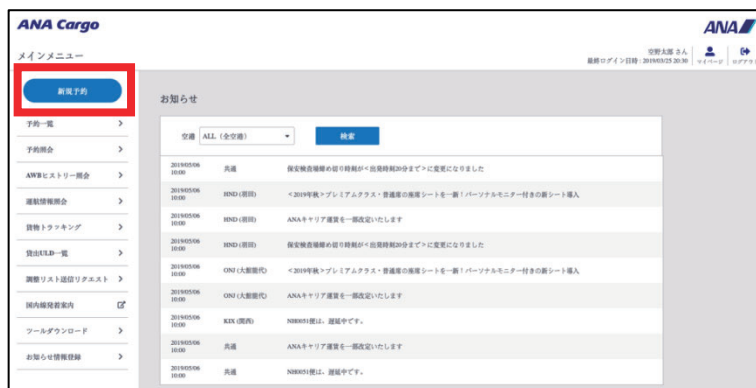 ANA Cargo
ANA
メインメニュー
空野太郎 さん
最終ログイン日時 : 2019/03/25 20:30
マイページ
ログアウト
新規予約
予約一覧
予約照会
AWBヒストリー照会
運航情報照会
貨物トラッキング
貸出ULD一覧
調整リスト送信リクエスト
国内線発着案内
ツールダウンロード
お知らせ情報登録
お知らせ
空港 ALL（全空港） 検索
2019/05/06 10:00 共通 保安検査場締め切り時刻が<出発時刻20分まで>に変更になりました
2019/05/06 10:00 HND (羽田) <2019年秋>プレミアムクラス・普通席の座席シートを一新！パーソナルモニター付きの新シート導入
2019/05/06 10:00 HND (羽田) ANAキャリア運賃を一部改定いたします
2019/05/06 10:00 HND (羽田) 保安検査場締め切り時刻が<出発時刻20分まで>に変更になりました
2019/05/06 10:00 ONJ (大館能代) <2019年秋>プレミアムクラス・普通席の座席シートを一新！パーソナルモニター付きの新シート導入
2019/05/06 10:00 ONJ (大館能代) ANAキャリア運賃を一部改定いたします
2019/05/06 10:00 KIX (関西) NH0051便は、遅延中です。
2019/05/06 10:00 共通 ANAキャリア運賃を一部改定いたします
2019/05/06 10:00 共通 NH0051便は、遅延中です。